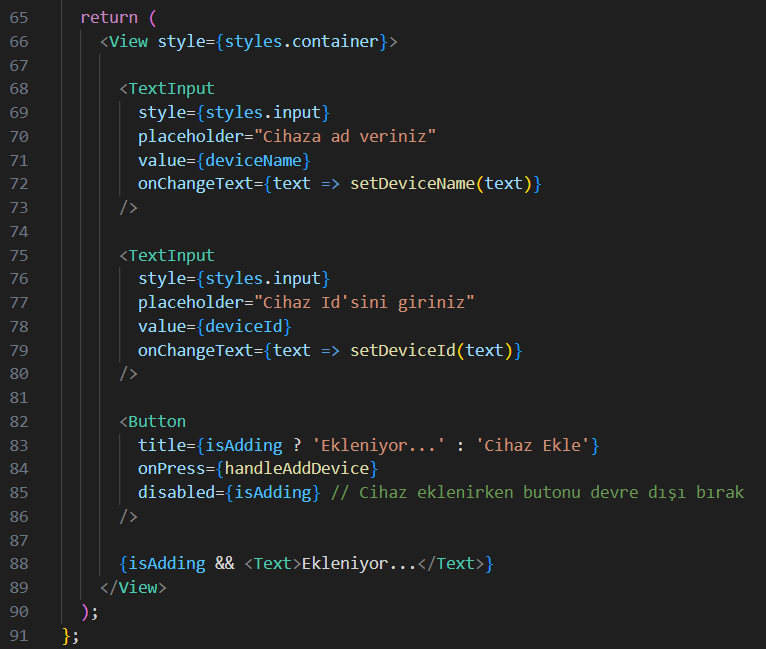 65 return (
66 <View style={styles.container}>
67
68 <TextInput
69 style={styles.input}
70 placeholder="Cihaza ad veriniz"
71 value={deviceName}
72 onChangeText={text => setDeviceName(text)}
73 />
74
75 <TextInput
76 style={styles.input}
77 placeholder="Cihaz Id'sini giriniz"
78 value={deviceId}
79 onChangeText={text => setDeviceId(text)}
80 />
81
82 <Button
83 title={isAdding ? 'Ekleniyor...' : 'Cihaz Ekle'}
84 onPress={handleAddDevice}
85 disabled={isAdding} // Cihaz eklenirken butonu devre dışı bırak
86 />
87
88 {isAdding && <Text>Ekleniyor...</Text>}
89 </View>
90 );
91 };